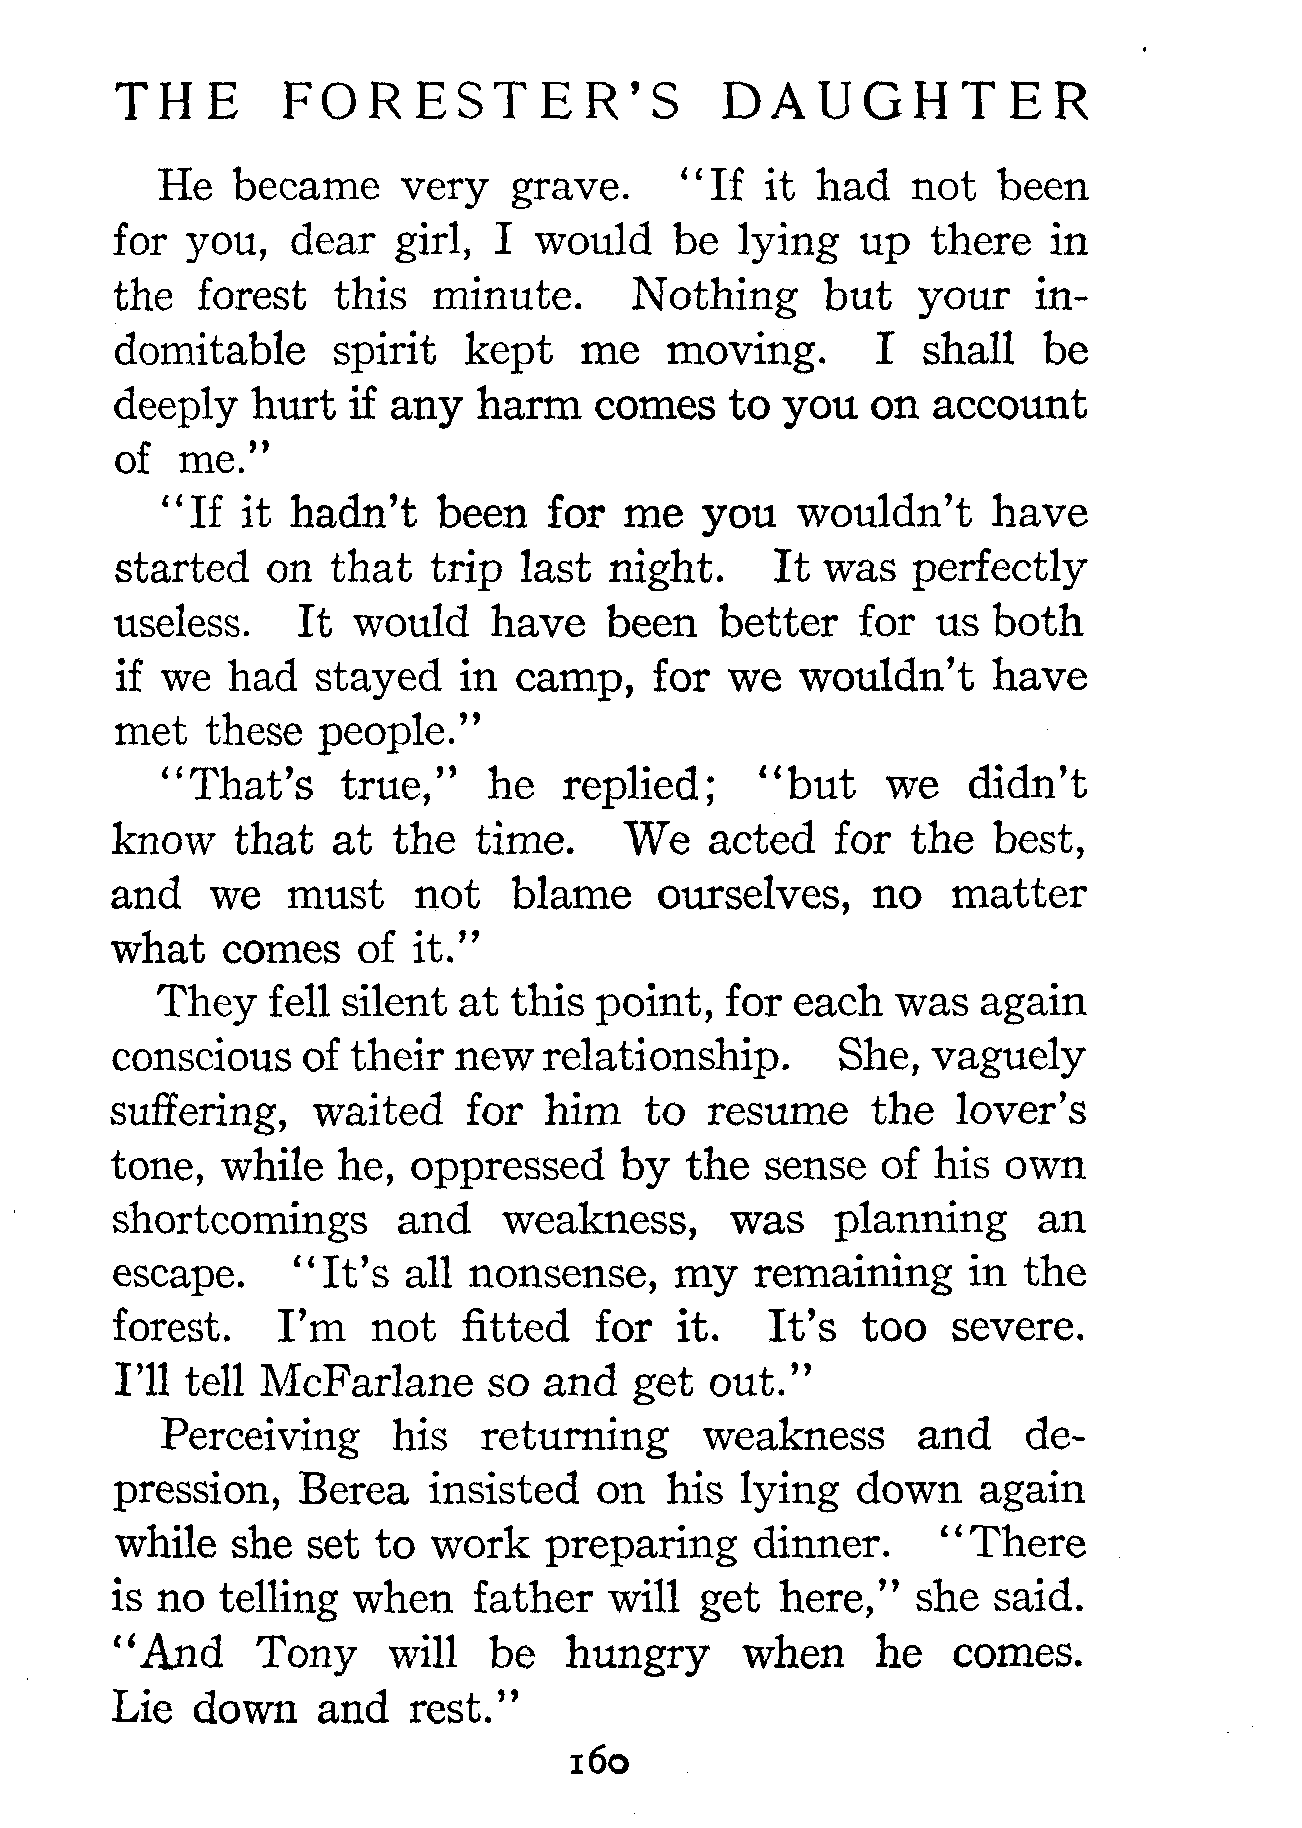 THE FORESTER'S DAUGHTER
He became very grave. "If it had not been
for you, dear girl, I would be lying up there in
the forest this minute. Nothing but your in-
domitable spirit kept me moving. I shall be
deeply hurt if any harm comes to you on account
of me."
"If it hadn't been for me you wouldn't have
started on that trip last night. It was perfectly
useless. It would have been better for us both
if we had stayed in camp, for we wouldn't have
met these people."
"That's true," he replied; "but we didn't
know that at the time. We acted for the best,
and we must not blame ourselves, no matter
what comes of it."
They fell silent at this point, for each was again
conscious of their new relationship. She, vaguely
suffering, waited for him to resume the lover's
tone, while he, oppressed by the sense of his own
shortcomings and weakness, was planning an
escape. "It's all nonsense, my remaining in the
forest. I'm not fitted for it. It's too severe.
I'll tell McFarlane so and get out."
Perceiving his returning weakness and de-
pression, Berea insisted on his lying down again
while she set to work preparing dinner. "There
is no telling when father will get here," she said.
"And Tony will be hungry when he comes.
Lie down and rest."
160